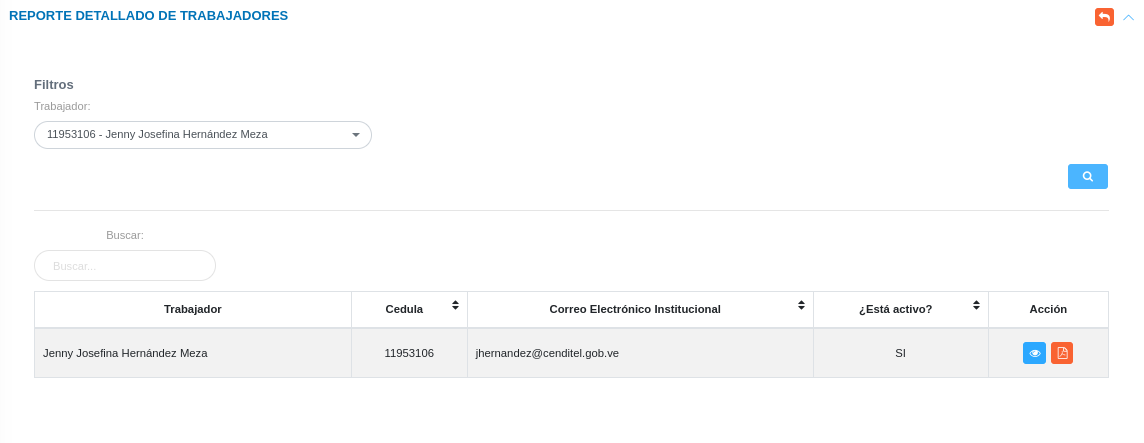 REPORTE DETALLADO DE TRABAJADORES
Filtros
Trabajador:
11953106 - Jenny Josefina Hernández Meza
Buscar:
Buscar...
Trabajador Cedula Correo Electrónico Institucional ¿Está activo? Acción
Jenny Josefina Hernández Meza 11953106 jhernandez@cenditel.gob.ve SI